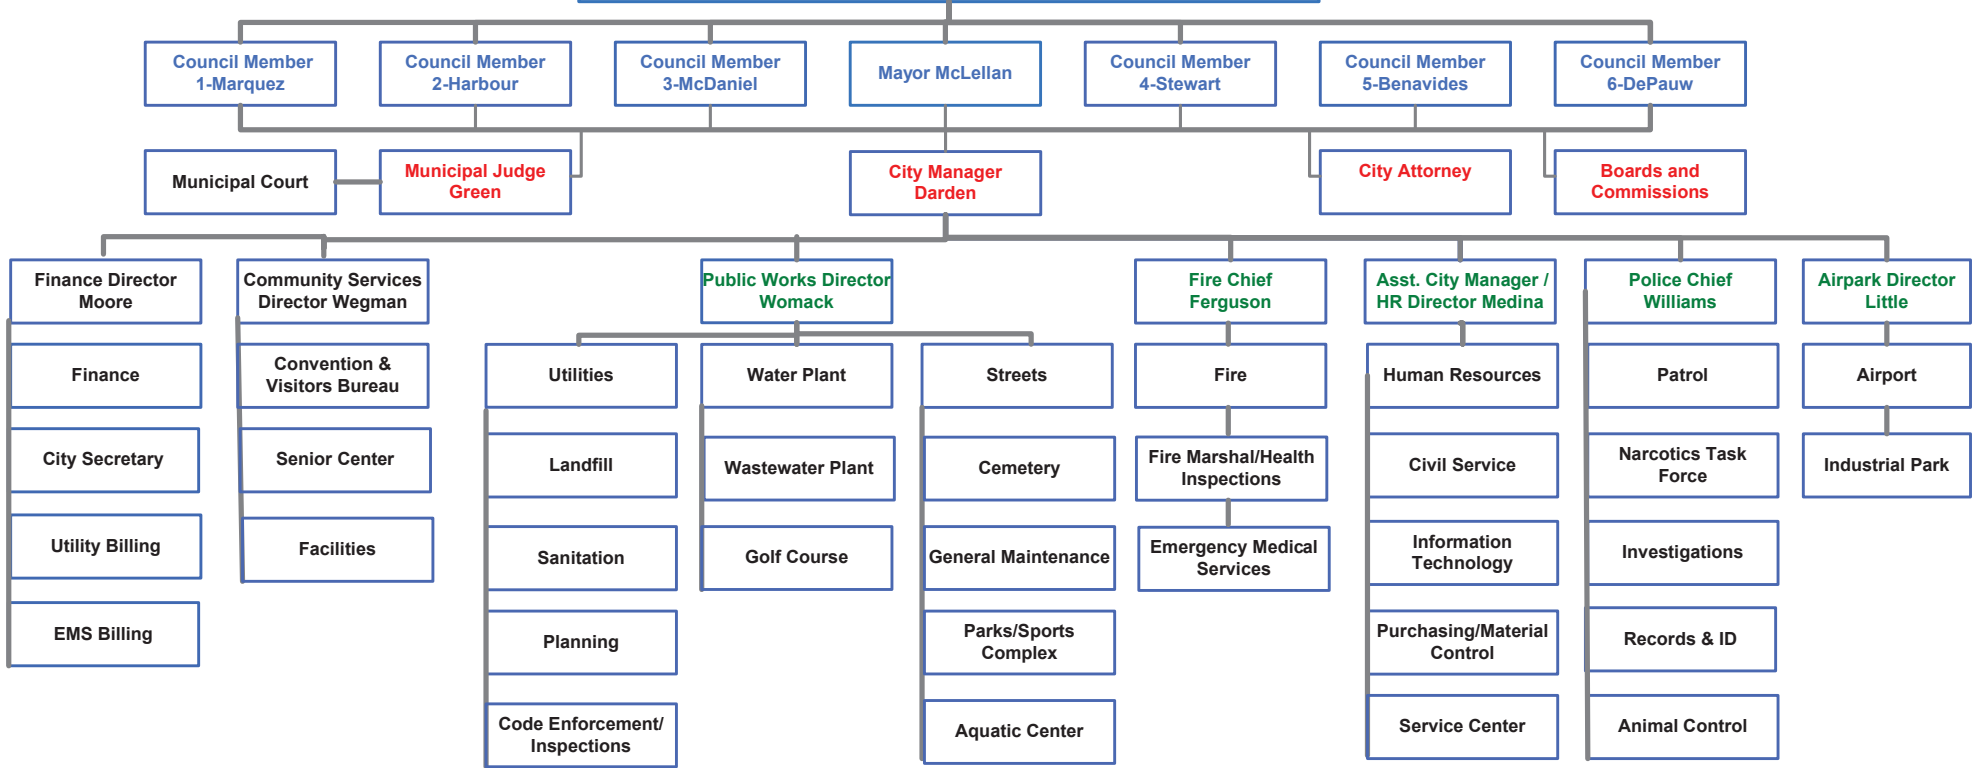 Council Member
1-Marquez
Council Member
2-Harbour
Council Member
3-McDaniel
Mayor McLellan
Council Member
4-Stewart
Council Member
5-Benavides
Council Member
6-DePauw
Municipal Court
Municipal Judge
Green
City Manager
Darden
City Attorney
Boards and
Commissions
Finance Director
Moore
Community Services
Director Wegman
Public Works Director
Womack
Fire Chief
Ferguson
Asst. City Manager /
HR Director Medina
Police Chief
Williams
Airpark Director
Little
Finance
Convention &
Visitors Bureau
Utilities
Water Plant
Streets
Fire
Human Resources
Patrol
Airport
City Secretary
Senior Center
Landfill
Wastewater Plant
Cemetery
Fire Marshal/Health
Inspections
Civil Service
Narcotics Task
Force
Industrial Park
Utility Billing
Facilities
Sanitation
Golf Course
General Maintenance
Emergency Medical
Services
Information
Technology
Investigations
EMS Billing
Planning
Parks/Sports
Complex
Purchasing/Material
Control
Records & ID
Code Enforcement/
Inspections
Aquatic Center
Service Center
Animal Control